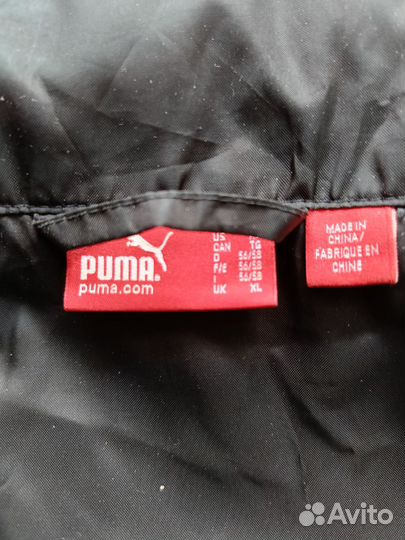 PUMA.
puma.com
US
CAN TG
D 56/58
F/E 56/58
I 56/58
UK XL
MADE IN
CHINA/
FABRIQUE EN
CHINE
Avito